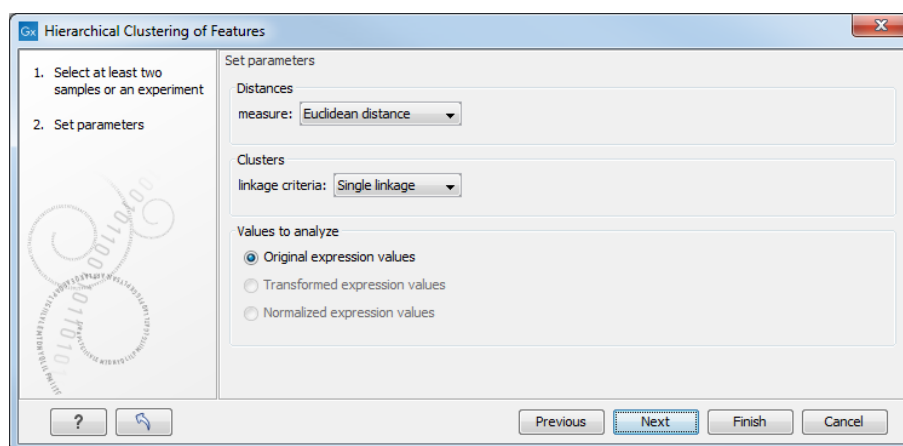 Gx Hierarchical Clustering of Features
1. Select at least two
samples or an experiment
2. Set parameters
Set parameters
Distances
measure: Euclidean distance
Clusters
linkage criteria: Single linkage
Values to analyze
Original expression values
Transformed expression values
Normalized expression values
?
Previous Next Finish Cancel